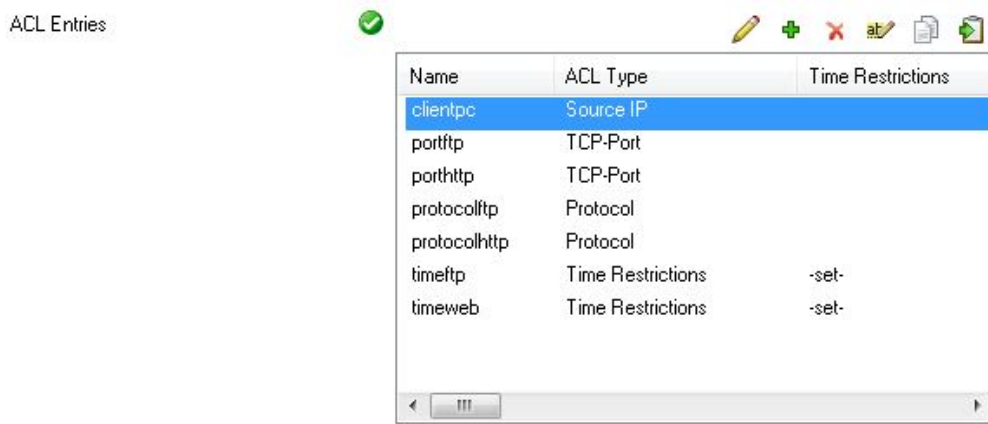 ACL Entries
ab
Name ACL Type Time Restrictions
clientpc Source IP
portftp TCP-Port
porthttp TCP-Port
protocolftp Protocol
protocolhttp Protocol
timeftp Time Restrictions -set-
timeweb Time Restrictions -set-